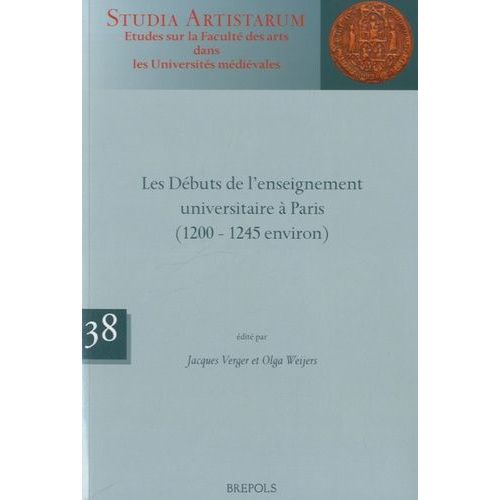 STUDIA ARTISTARUM
Etudes sur la Faculté des arts
dans
les Universités médiévales
Les Débuts de l'enseignement
universitaire à Paris
(1200 - 1245 environ)
38
édité par
Jacques Verger et Olga Weijers
BREPOLS